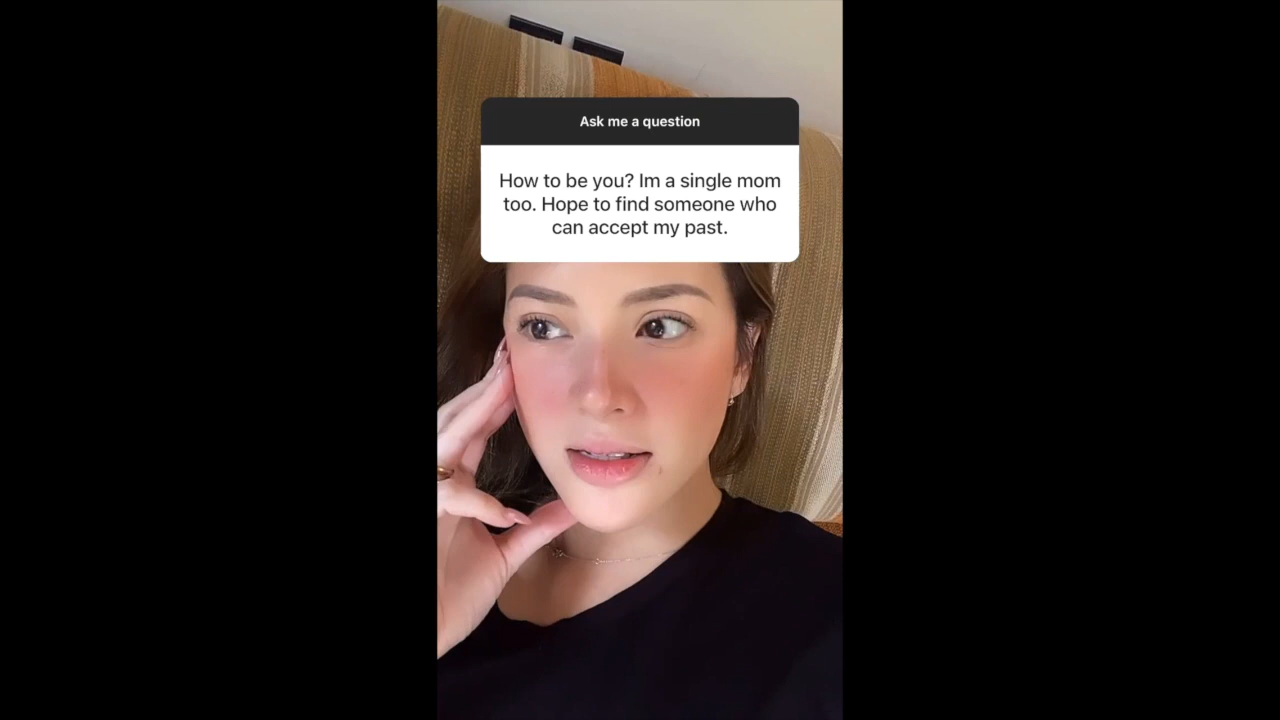 Ask me a question
How to be you? Im a single mom
too. Hope to find someone who
can accept my past.